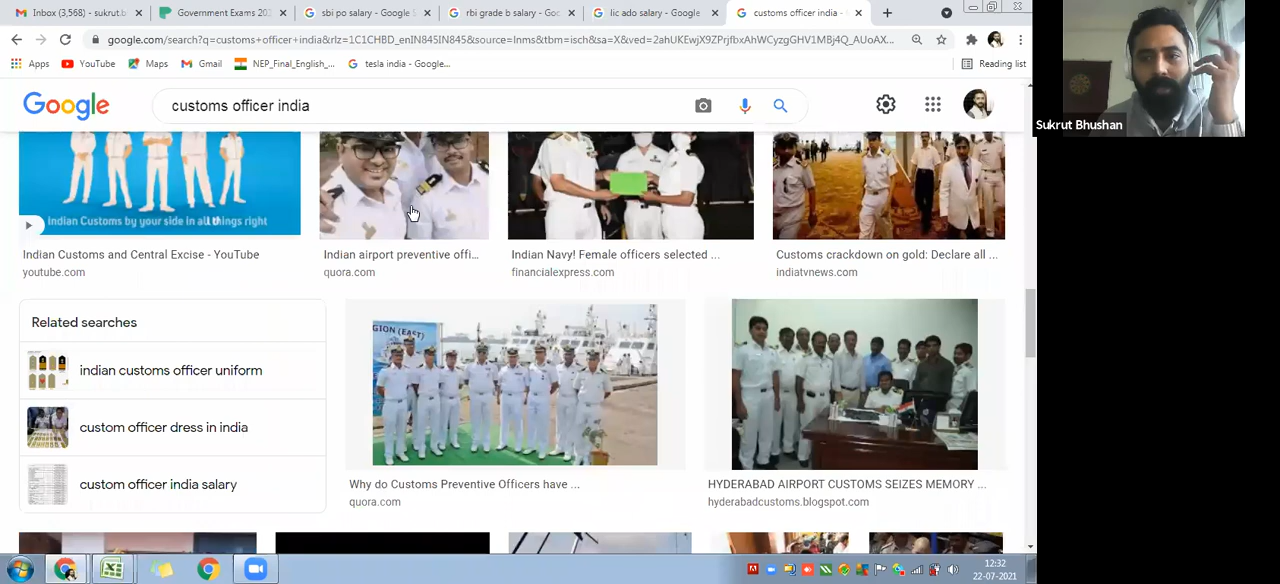 Inbox (3,568) - sukrut.b
Government Exams 202
sbi po salary - Google S
rbi grade b salary - Goo
lic ado salary - Google
customs officer india -
google.com/search?q=customs+officer+india&rlz=1C1CHBD_enIN845IN845&source=lnms&tbm=isch&sa=X&ved=2ahUKEwjX9ZPrjfbxAhWCyzgGHV1MBj4Q_AUoAX...
Apps
YouTube
Maps
Gmail
NEP_Final_English_...
tesla india - Google...
Reading list
Google
customs officer india
Sukrut Bhushan
Indian Customs by your side in all things right
Indian Customs and Central Excise - YouTube
youtube.com
Indian airport preventive offi...
quora.com
Indian Navy! Female officers selected ...
financialexpress.com
Customs crackdown on gold: Declare all ...
indiatvnews.com
Related searches
indian customs officer uniform
custom officer dress in india
custom officer india salary
GION (EAST)
Why do Customs Preventive Officers have ...
quora.com
HYDERABAD AIRPORT CUSTOMS SEIZES MEMORY ...
hyderabadcustoms.blogspot.com
12:32
22-07-2021